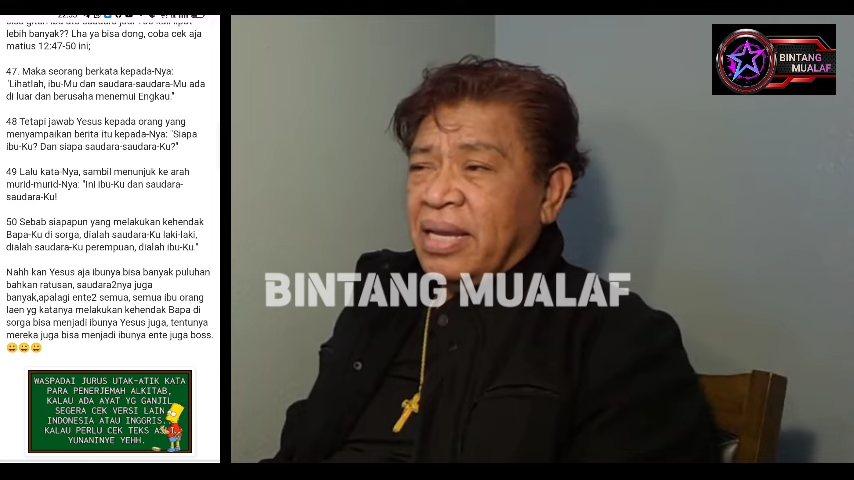 lebih banyak?? Lha ya bisa dong, coba cek aja
matius 12:47-50 ini;
47. Maka seorang berkata kepada-Nya:
`Lihatlah, ibu-Mu dan saudara-saudara-Mu ada
di luar dan berusaha menemui Engkau."
48 Tetapi jawab Yesus kepada orang yang
menyampaikan berita itu kepada-Nya: `Siapa
ibu-Ku? Dan siapa saudara-saudara-Ku?"
49 Lalu kata-Nya, sambil menunjuk ke arah
murid-murid-Nya: "Ini ibu-Ku dan saudara-
saudara-Ku!
50 Sebab siapapun yang melakukan kehendak
Bapa-Ku di sorga, dialah saudara-Ku laki-laki,
dialah saudara-Ku perempuan, dialah ibu-Ku."
Nahh kan Yesus aja ibunya bisa banyak puluhan
bahkan ratusan, saudara2nya juga
banyak,apalagi ente2 semua, semua ibu orang
laen yg katanya melakukan kehendak Bapa di
sorga bisa menjadi ibunya Yesus juga, tentunya
mereka juga bisa menjadi ibunya ente juga boss.
😀😀😀
WASPADAI JURUS UTAK-ATIK KATA
PARA PENERJEMAH ALKITAB,
KALAU ADA AYAT YG GANJIL
SEGERA CEK VERSI LAIN
INDONESIA ATAU INGGRIS.
KALAU PERLU CEK TEKS
YUNANINYE YEHH.
BINTANG
MUALAF
BINTANG MUALAF